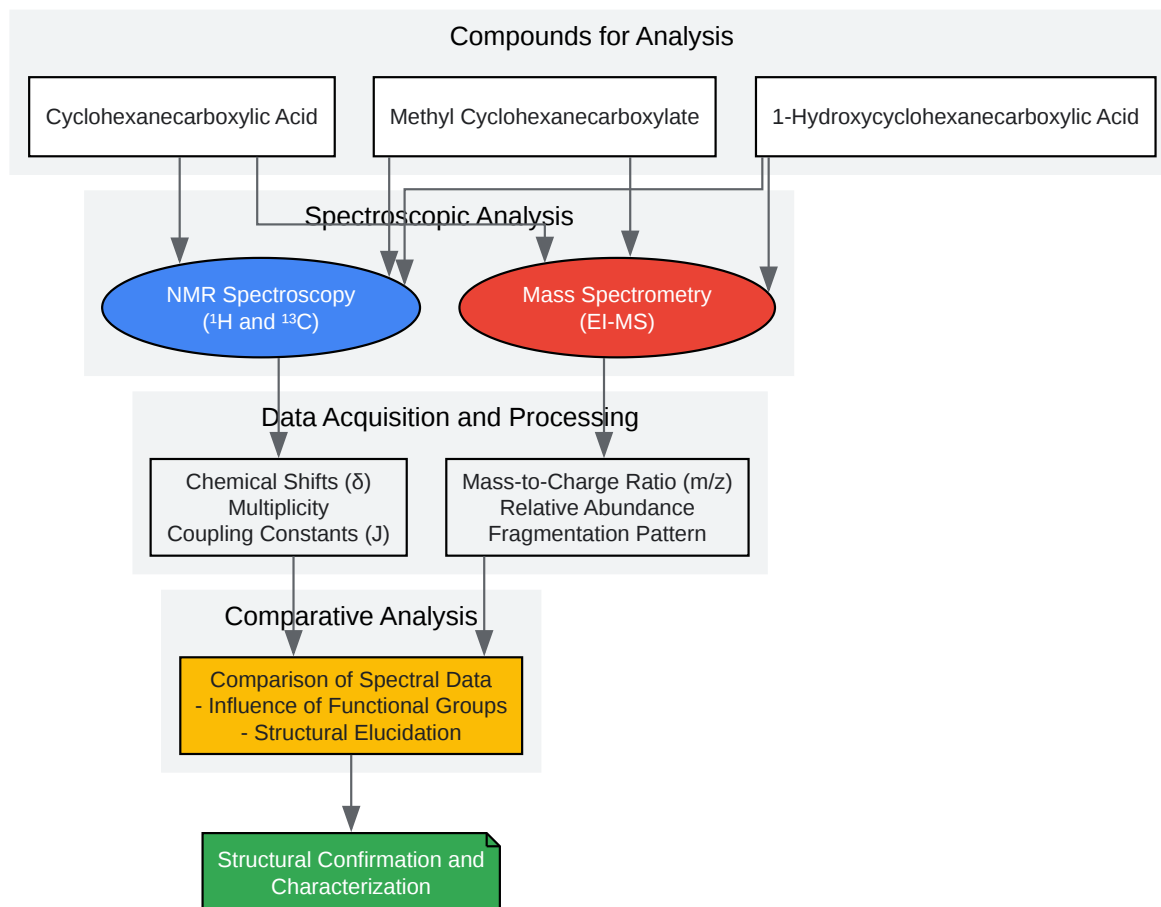 Compounds for Analysis
Cyclohexanecarboxylic Acid
Methyl Cyclohexanecarboxylate
1-Hydroxycyclohexanecarboxylic Acid
Spectroscopic Analysis
NMR Spectroscopy
(¹H and ¹³C)
Mass Spectrometry
(EI-MS)
Data Acquisition and Processing
Chemical Shifts (δ)
Multiplicity
Coupling Constants (J)
Mass-to-Charge Ratio (m/z)
Relative Abundance
Fragmentation Pattern
Comparative Analysis
Comparison of Spectral Data
- Influence of Functional Groups
- Structural Elucidation
Structural Confirmation and
Characterization